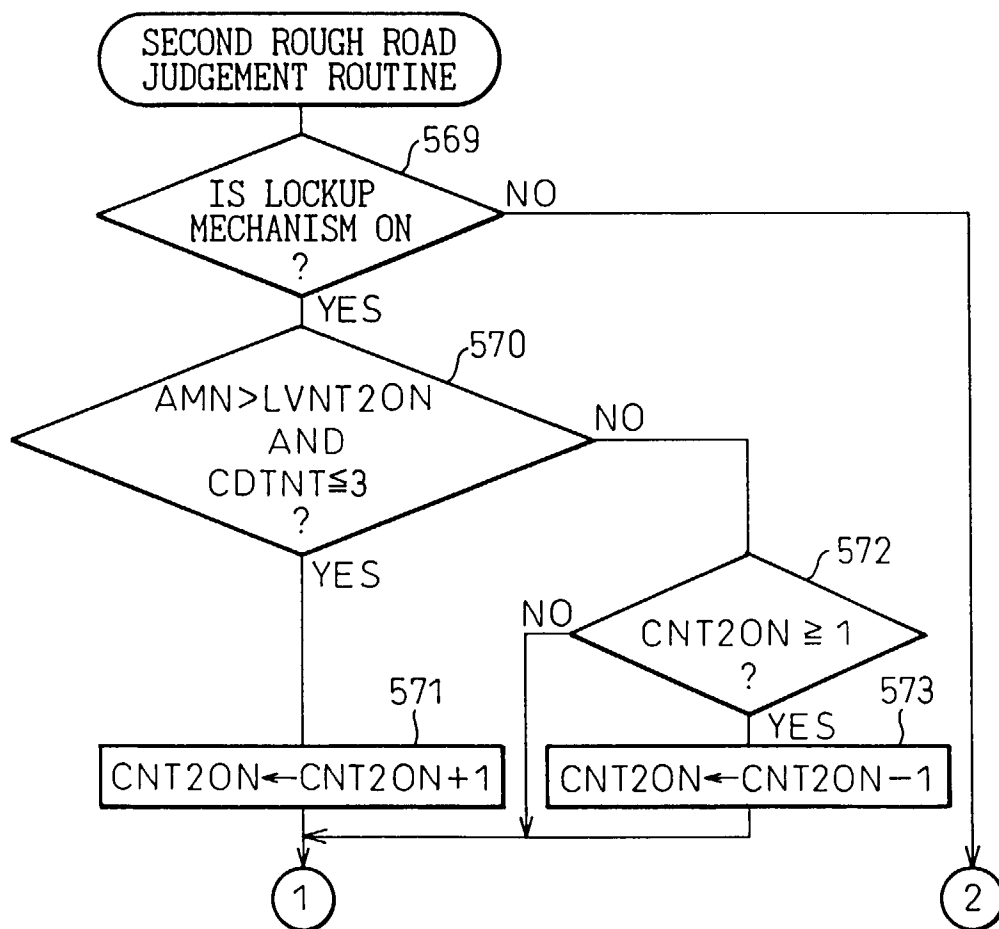 SECOND ROUGH ROAD
JUDGEMENT ROUTINE
569
IS LOCKUP
MECHANISM ON
?
NO
YES
570
AMN>LVNT2ON
AND
CDTNT≦3
?
NO
YES
572
NO
CNT2ON ≧ 1
?
YES
571
573
CNT2ON←CNT2ON+1
CNT2ON←CNT2ON−1
1
2